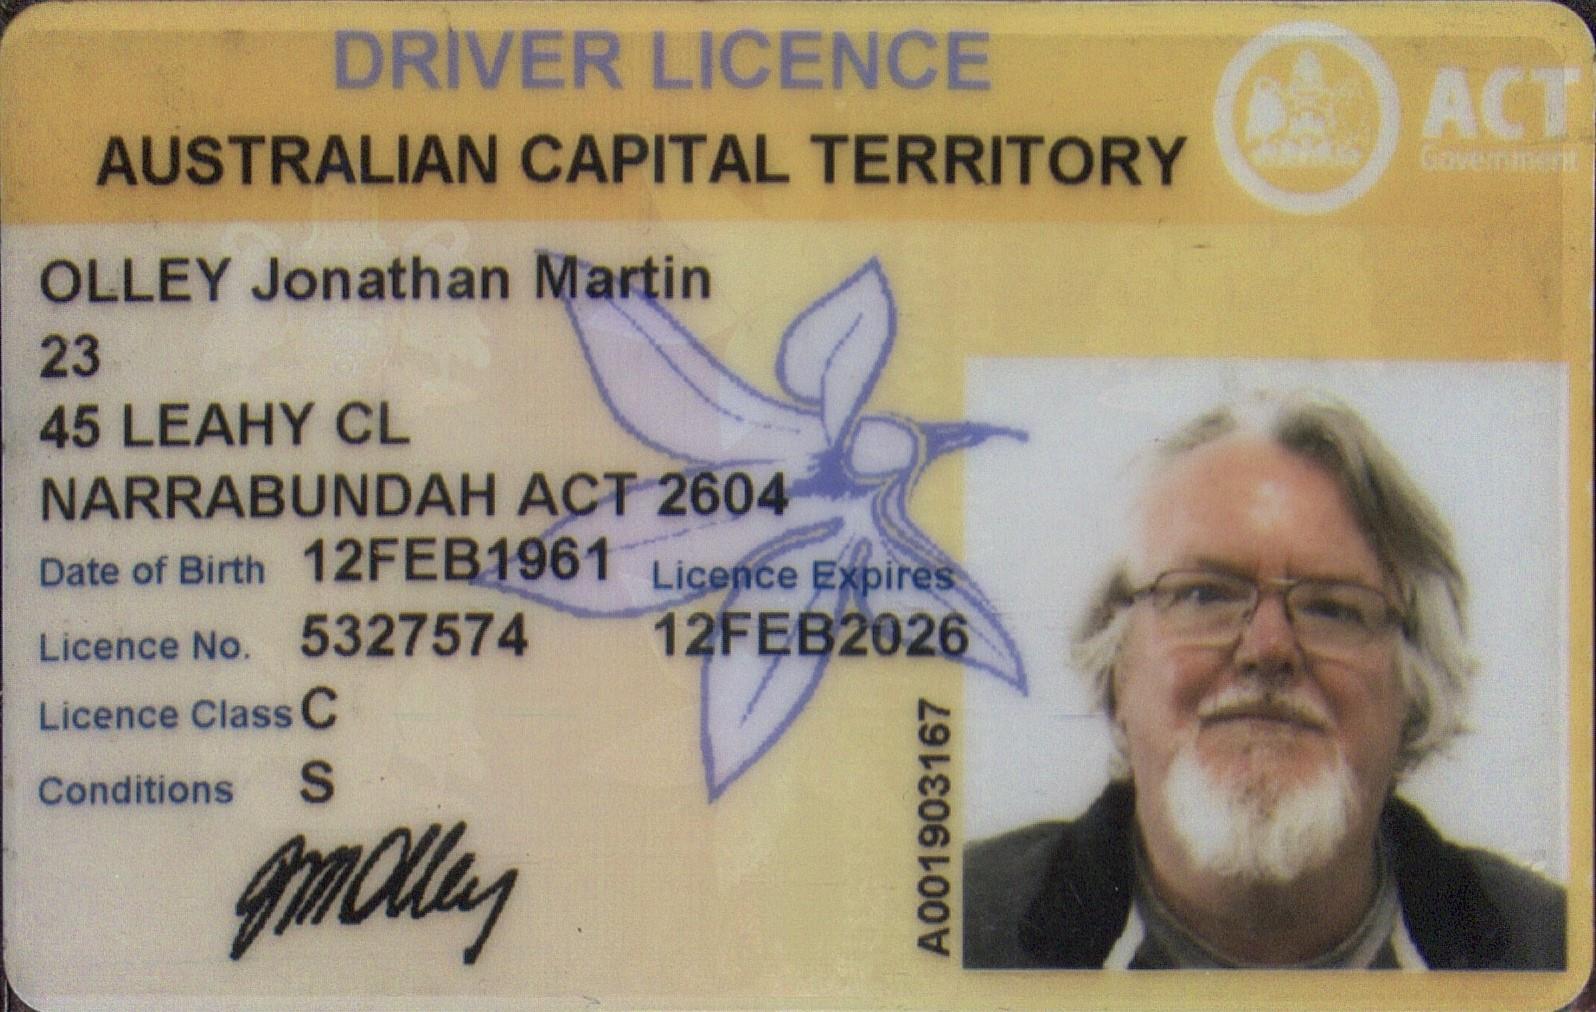 DRIVER LICENCE
ACT
Government
AUSTRALIAN CAPITAL TERRITORY
OLLEY Jonathan Martin
23
45 LEAHY CL
NARRABUNDAH ACT 2604
Date of Birth 12FEB1961 Licence Expires
Licence No. 5327574 12FEB2026
Licence Class C
Conditions S
A001903167
JMOlley